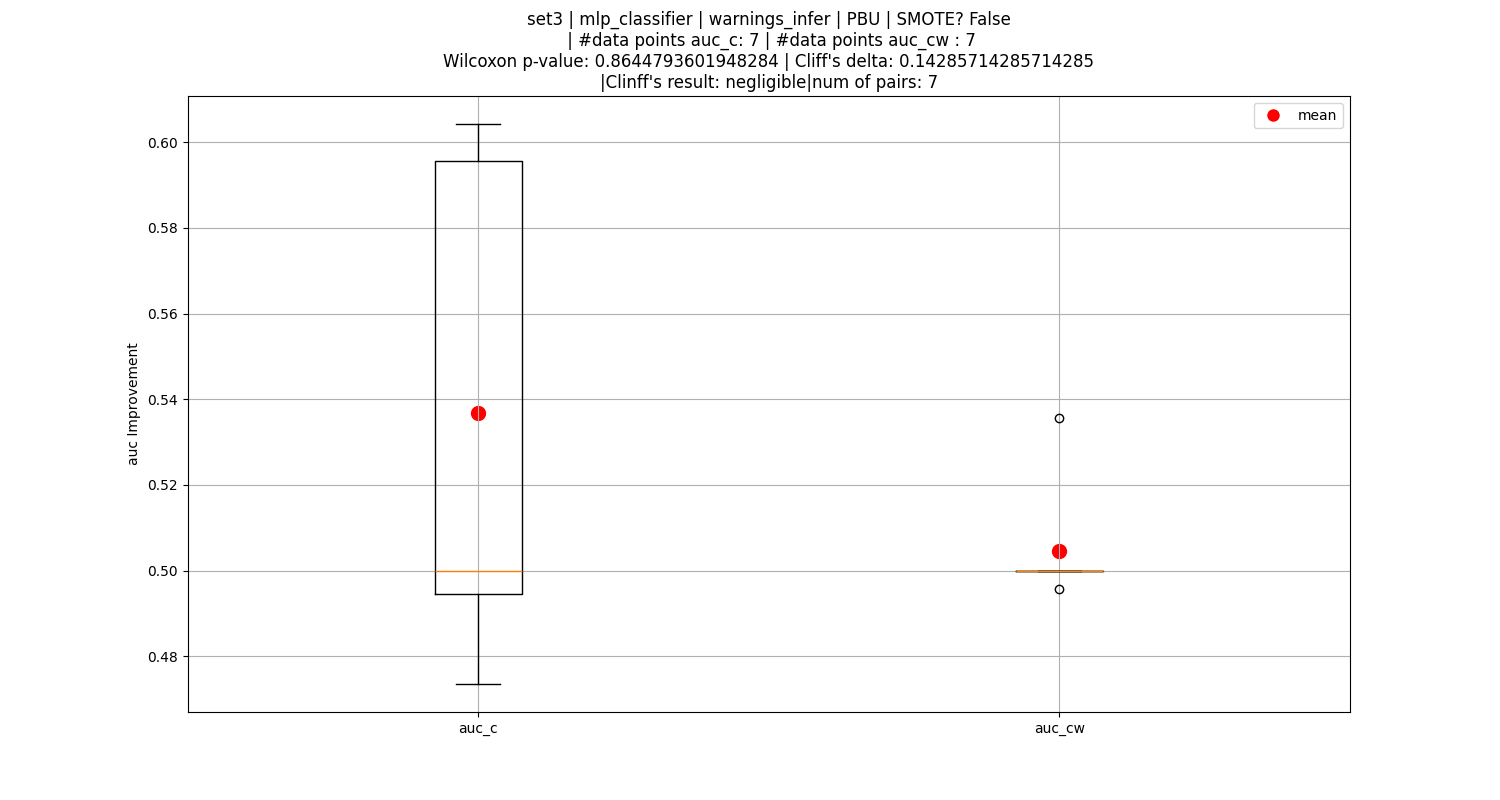 set3 | mlp_classifier | warnings_infer | PBU | SMOTE? False
| #data points auc_c: 7 | #data points auc_cw : 7
Wilcoxon p-value: 0.8644793601948284 | Cliff's delta: 0.14285714285714285
|Clinff's result: negligible|num of pairs: 7
mean
0.60
0.58
0.56
0.54
0.52
0.50
0.48
auc Improvement
auc_c
auc_cw